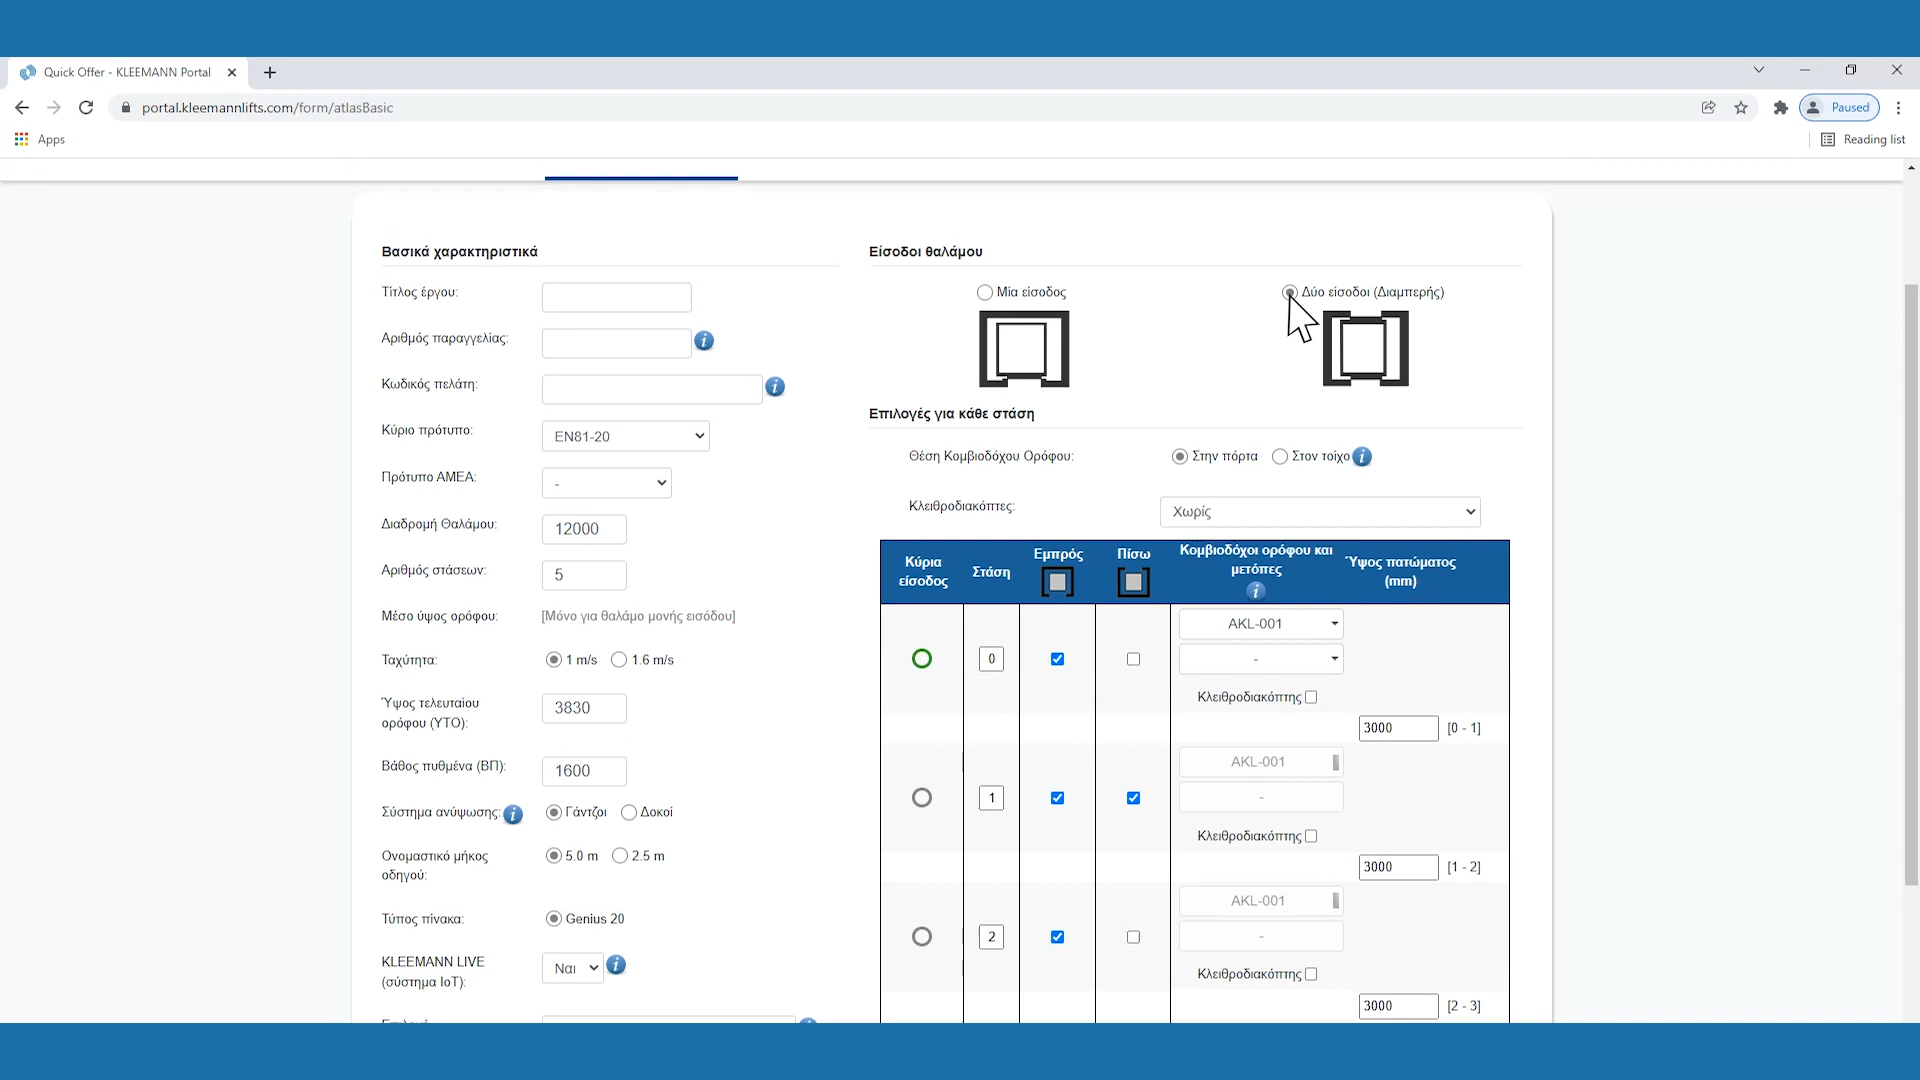 Quick Offer - KLEEMANN Portal
portal.kleemannlifts.com/form/atlasBasic
Paused
Apps
Reading list
Βασικά χαρακτηριστικά
Τίτλος έργου:
Αριθμός παραγγελίας:
i
Κωδικός πελάτη:
i
Κύριο πρότυπο:
EN81-20
Πρότυπο ΑΜΕΑ:
-
Διαδρομή Θαλάμου:
12000
Αριθμός στάσεων:
5
Μέσο ύψος ορόφου:
[Μόνο για θαλάμο μονής εισόδου]
Ταχύτητα:
1 m/s
1.6 m/s
Ύψος τελευταίου
ορόφου (ΥΤΟ):
3830
Βάθος πυθμένα (ΒΠ):
1600
Σύστημα ανύψωσης:
i
Γάντζοι
Δοκοί
Ονομαστικό μήκος
οδηγού:
5.0 m
2.5 m
Τύπος πίνακα:
Genius 20
KLEEMANN LIVE
(σύστημα IoT):
Ναι
i
Είσοδοι θαλάμου
Μία είσοδος
Δύο είσοδοι (Διαμπερής)
Επιλογές για κάθε στάση
Θέση Κομβιοδόχου Ορόφου:
Στην πόρτα
Στον τοίχο
i
Κλειθροδιακόπτες:
Χωρίς
Κύρια
είσοδος
Στάση
Εμπρός
Πίσω
Κομβιοδόχοι ορόφου και
μετόπες
i
Ύψος πατώματος
(mm)
0
AKL-001
-
Κλειθροδιακόπτης
3000
[0 - 1]
1
AKL-001
-
Κλειθροδιακόπτης
3000
[1 - 2]
2
AKL-001
-
Κλειθροδιακόπτης
3000
[2 - 3]